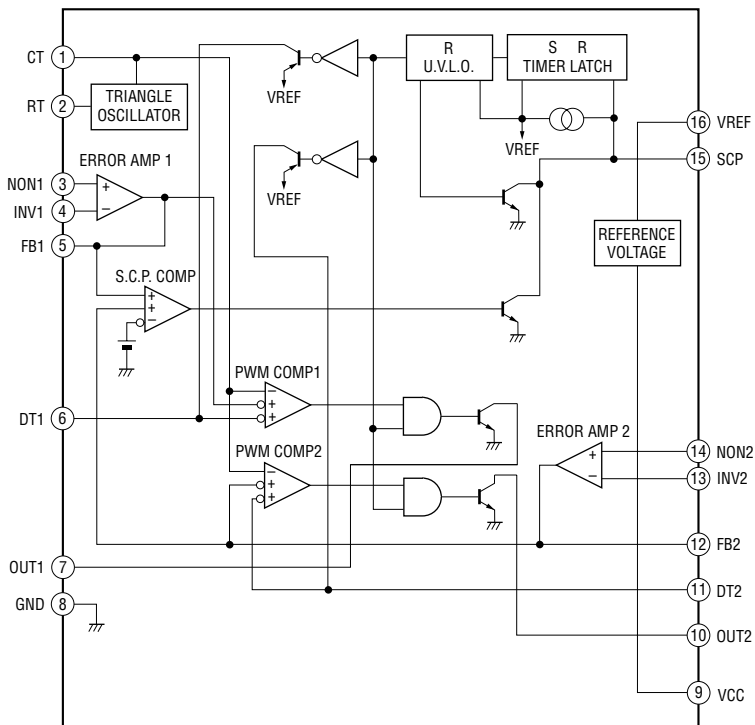 CT
1
R
U.V.L.O.
S R
TIMER LATCH
VREF
RT
2
TRIANGLE
OSCILLATOR
16
VREF
VREF
15
SCP
ERROR AMP 1
VREF
NON1
3
+
INV1
4
−
FB1
5
REFERENCE
VOLTAGE
S.C.P. COMP
+
+
−
PWM COMP1
−
+
+
DT1
6
ERROR AMP 2
PWM COMP2
−
+
+
14
NON2
+
−
13
INV2
12
FB2
OUT1
7
11
DT2
GND
8
10
OUT2
9
VCC